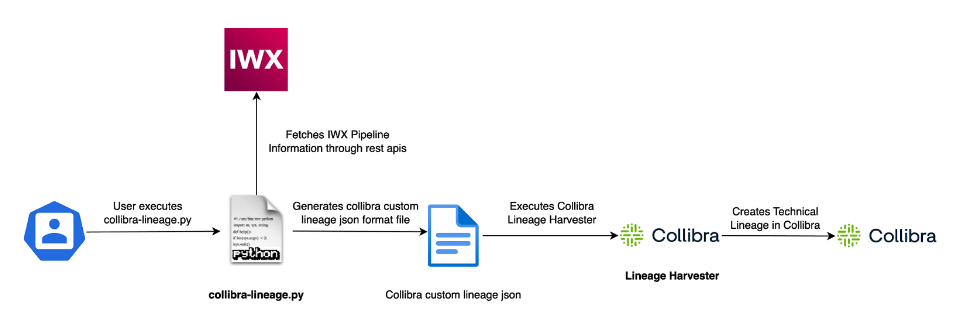 IWX
Fetches IWX Pipeline
Information through rest apis
User executes
collibra-lineage.py
Generates collibra custom
lineage json format file
Executes Collibra
Lineage Harvester
Creates Technical
Lineage in Collibra
python
Collibra
Collibra
Lineage Harvester
collibra-lineage.py
Collibra custom lineage json